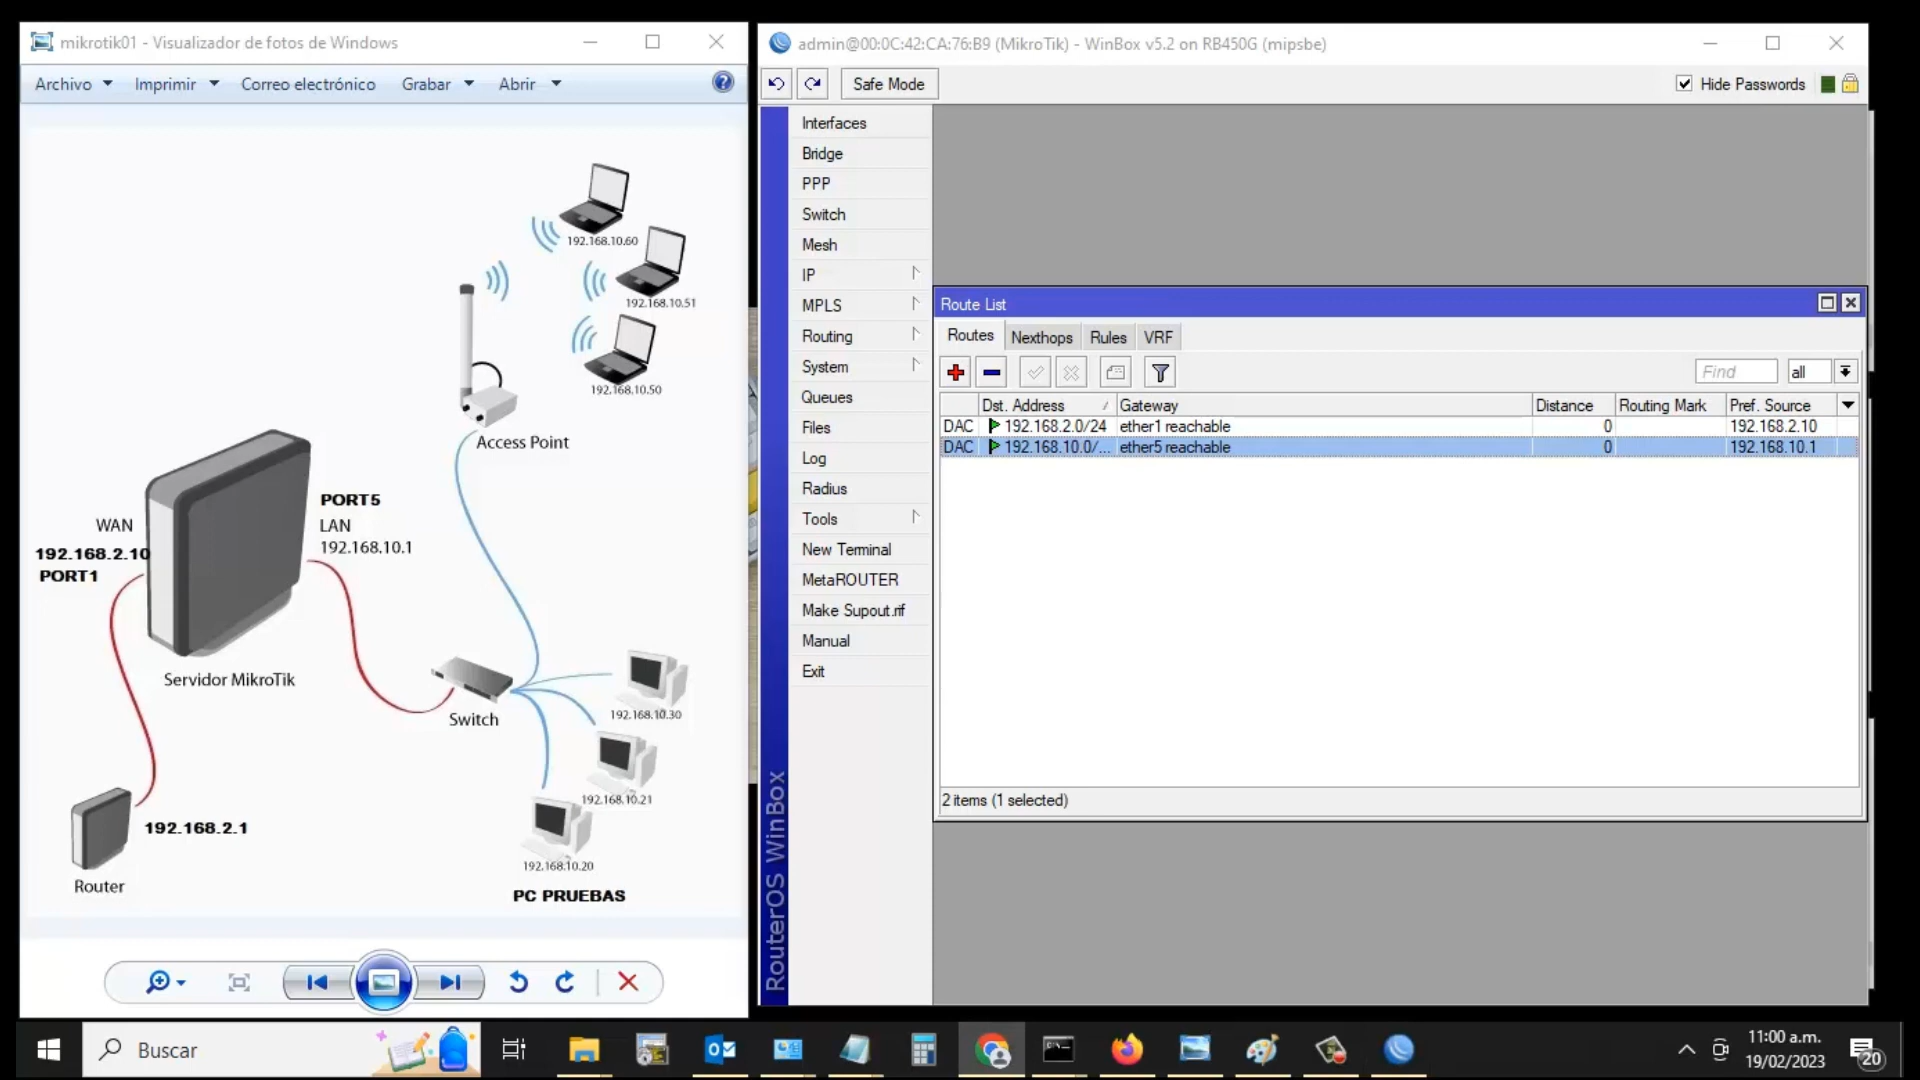 mikrotik01 - Visualizador de fotos de Windows
Archivo
Imprimir
Correo electrónico
Grabar
Abrir
192.168.10.60
192.168.10.51
192.168.10.50
Access Point
PORT5
WAN
LAN
192.168.2.10
192.168.10.1
PORT1
Servidor MikroTik
Switch
192.168.10.30
192.168.10.21
192.168.2.1
192.168.10.20
Router
PC PRUEBAS
admin@00:0C:42:CA:76:B9 (MikroTik) - WinBox v5.2 on RB450G (mipsbe)
Safe Mode
Hide Passwords
RouterOS WinBox
Interfaces
Bridge
PPP
Switch
Mesh
IP
MPLS
Routing
System
Queues
Files
Log
Radius
Tools
New Terminal
MetaROUTER
Make Supout.rif
Manual
Exit
Route List
Routes Nexthops Rules VRF
Find all
Dst. Address / Gateway Distance Routing Mark Pref. Source
DAC 192.168.2.0/24 ether1 reachable 0 192.168.2.10
DAC 192.168.10.0/... ether5 reachable 0 192.168.10.1
2 items (1 selected)
Buscar
11:00 a.m.
19/02/2023
20